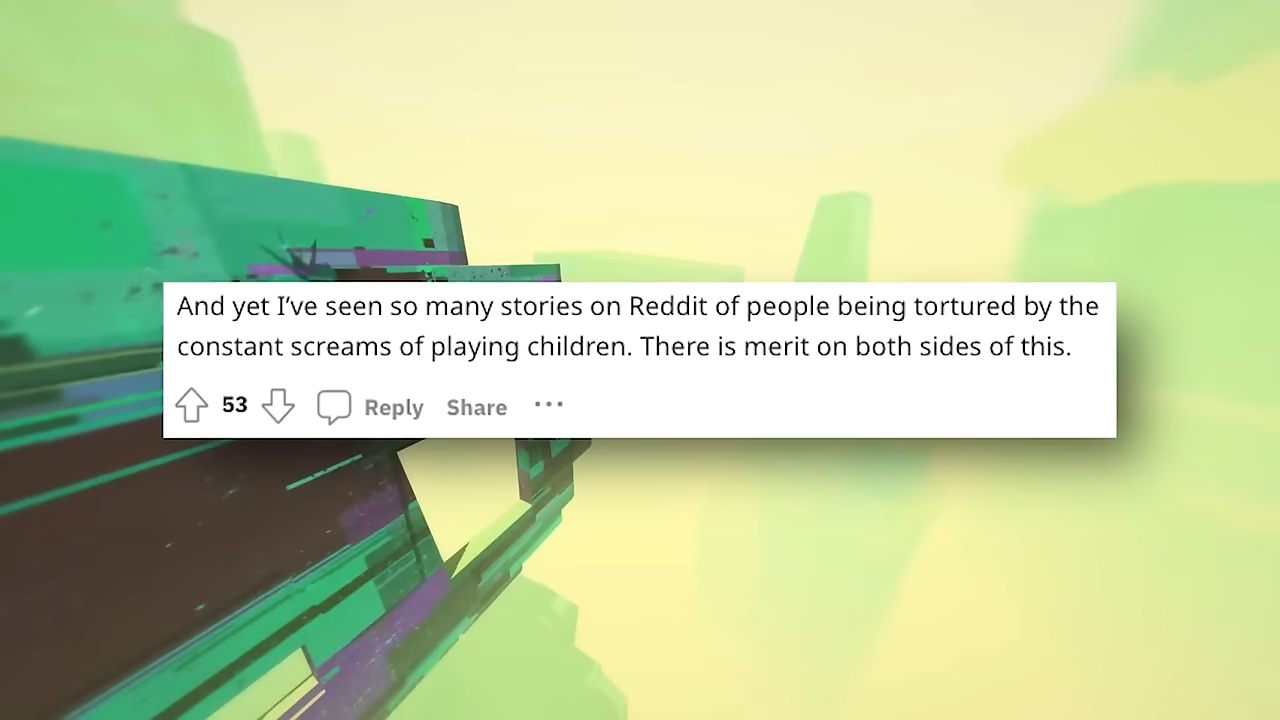 And yet I’ve seen so many stories on Reddit of people being tortured by the
constant screams of playing children. There is merit on both sides of this.
53 Reply Share ···